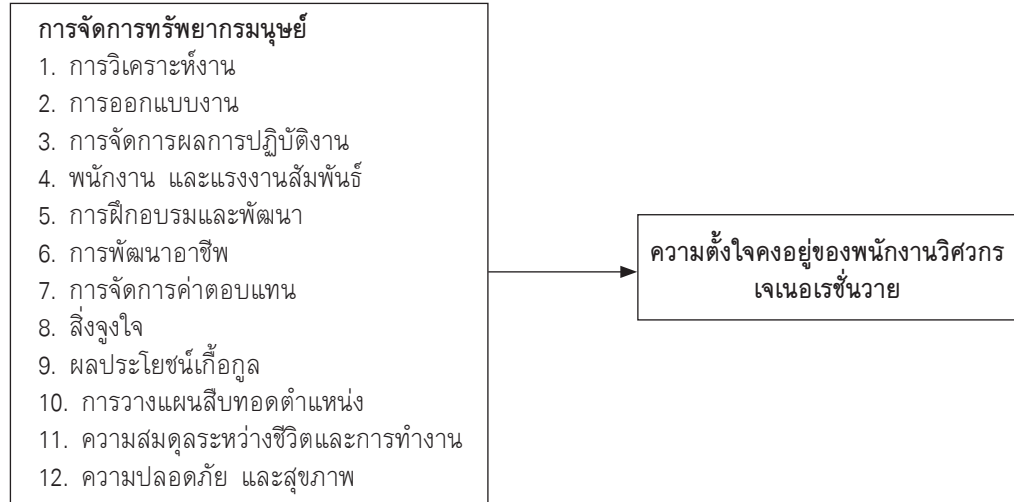 การจัดการทรัพยากรมนุษย์
1. การวิเคราะห์งาน
2. การออกแบบงาน
3. การจัดการผลการปฏิบัติงาน
4. พนักงาน และแรงงานสัมพันธ์
5. การฝึกอบรมและพัฒนา
6. การพัฒนาอาชีพ
7. การจัดการค่าตอบแทน
8. สิ่งจูงใจ
9. ผลประโยชน์เกื้อกูล
10. การวางแผนสืบทอดตำแหน่ง
11. ความสมดุลระหว่างชีวิตและการทำงาน
12. ความปลอดภัย และสุขภาพ
ความตั้งใจคงอยู่ของพนักงานวิศวกร
เจเนอเรชั่นวาย